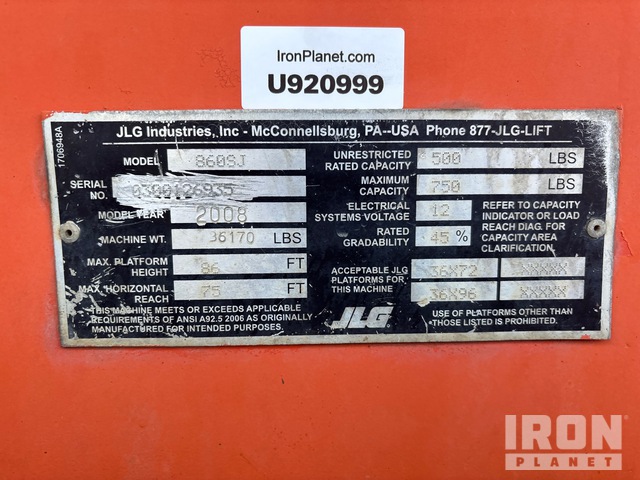 IronPlanet.com
U920999
1706948A
JLG Industries, Inc - McConnellsburg, PA--USA Phone 877-JLG-LIFT
MODEL 860SJ
SERIAL NO. 0300126935
MODEL YEAR 2008
MACHINE WT. 36170 LBS
MAX. PLATFORM HEIGHT 86 FT
MAX. HORIZONTAL REACH 75 FT
THIS MACHINE MEETS OR EXCEEDS APPLICABLE
REQUIREMENTS OF ANSI A92.5 2006 AS ORIGINALLY
MANUFACTURED FOR INTENDED PURPOSES.
UNRESTRICTED RATED CAPACITY 500 LBS
MAXIMUM CAPACITY 750 LBS
ELECTRICAL SYSTEMS VOLTAGE 12
RATED GRADABILITY 45 %
REFER TO CAPACITY
INDICATOR OR LOAD
REACH DIAG. FOR
CAPACITY AREA
CLARIFICATION.
ACCEPTABLE JLG
PLATFORMS FOR
THIS MACHINE
36X72 XXXXX
36X96 XXXXX
JLG
USE OF PLATFORMS OTHER THAN
THOSE LISTED IS PROHIBITED.
IRON
PLANET